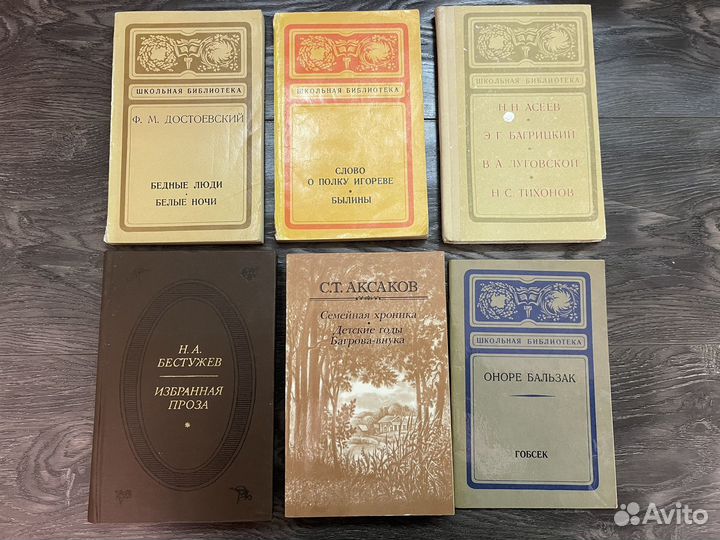 ШКОЛЬНАЯ БИБЛИОТЕКА
Ф. М. ДОСТОЕВСКИЙ
БЕДНЫЕ ЛЮДИ
•
БЕЛЫЕ НОЧИ
ШКОЛЬНАЯ БИБЛИОТЕКА
СЛОВО
О ПОЛКУ ИГОРЕВЕ
•
БЫЛИНЫ
ШКОЛЬНАЯ БИБЛИОТЕКА
Н. Н. АСЕЕВ
•
Э. Г. БАГРИЦКИЙ
•
В. А. ЛУГОВСКОЙ
•
Н. С. ТИХОНОВ
Н. А.
БЕСТУЖЕВ
ИЗБРАННАЯ
ПРОЗА
С.Т. АКСАКОВ
Семейная хроника
•
Детские годы
Багрова-внука
ШКОЛЬНАЯ БИБЛИОТЕКА
ОНОРЕ БАЛЬЗАК
ГОБСЕК
Avito